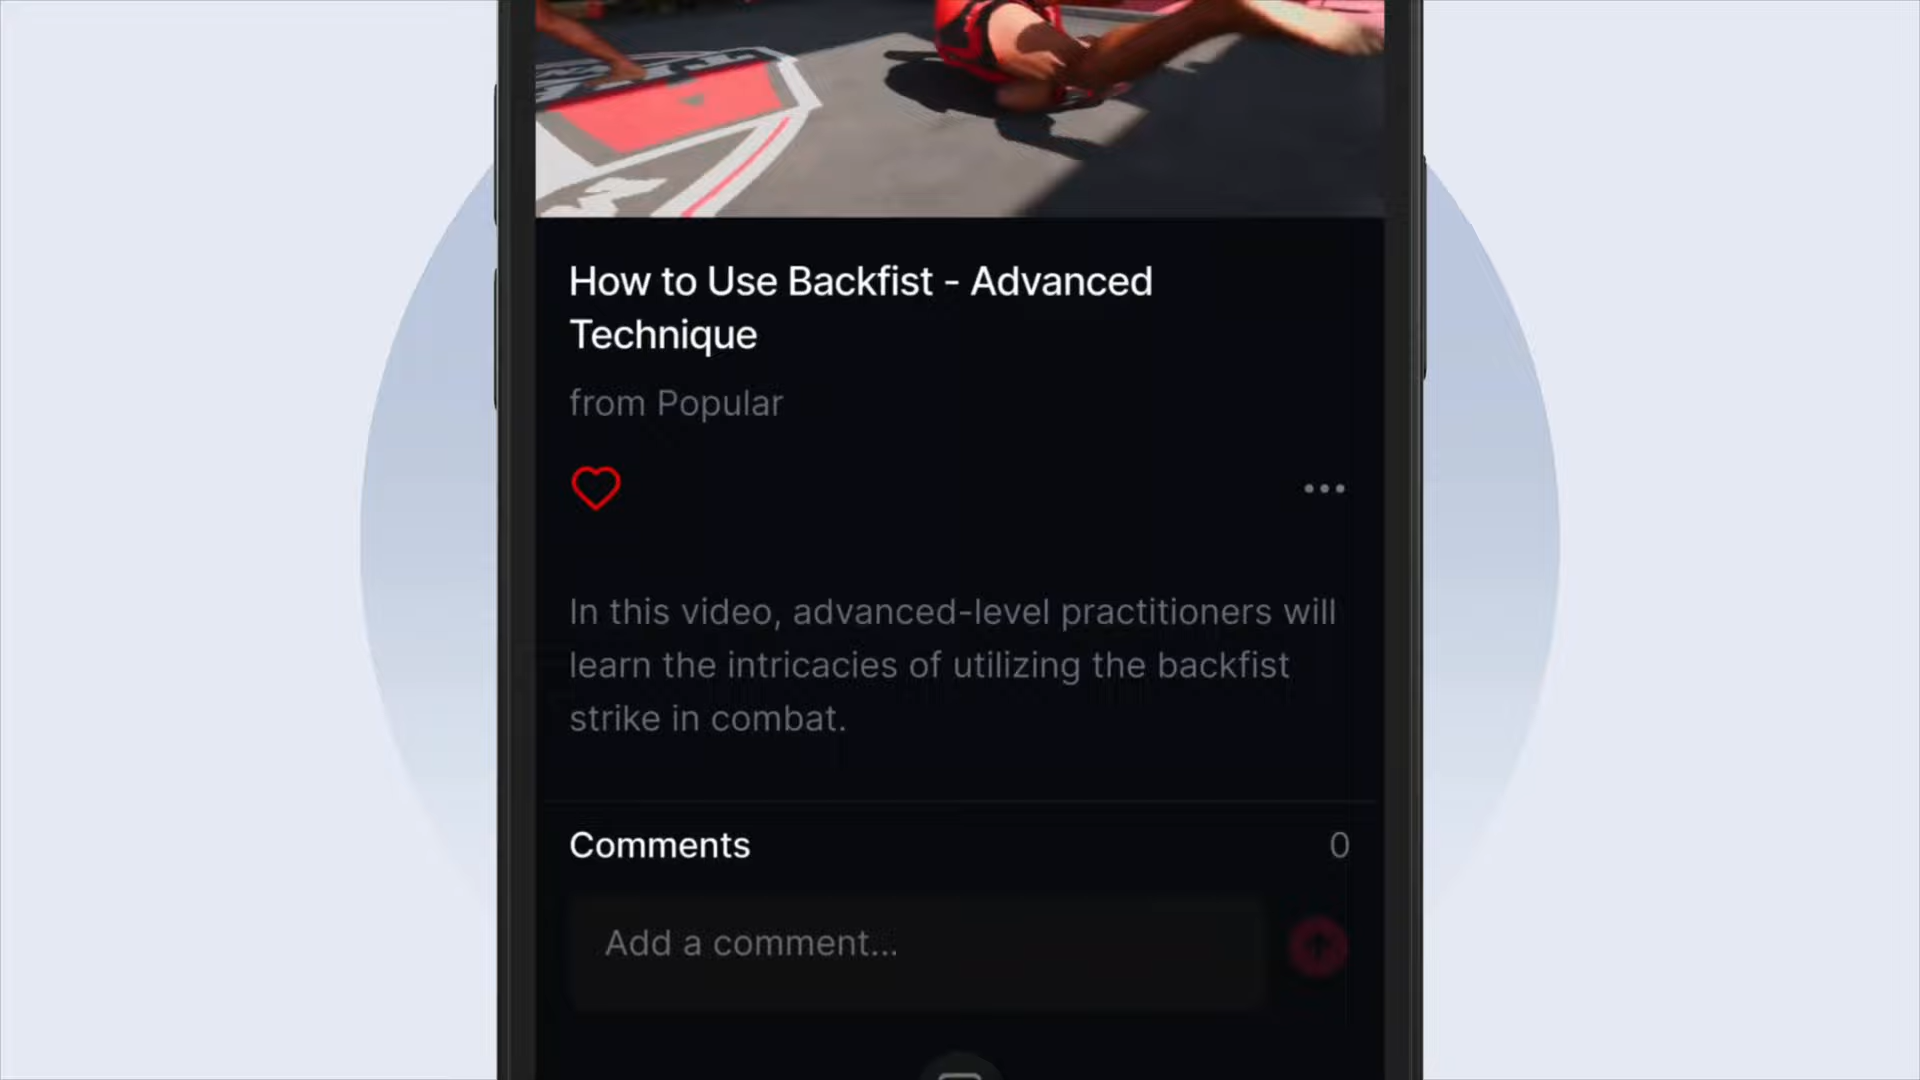 How to Use Backfist - Advanced
Technique
from Popular
In this video, advanced-level practitioners will
learn the intricacies of utilizing the backfist
strike in combat.
Comments
0
Add a comment...